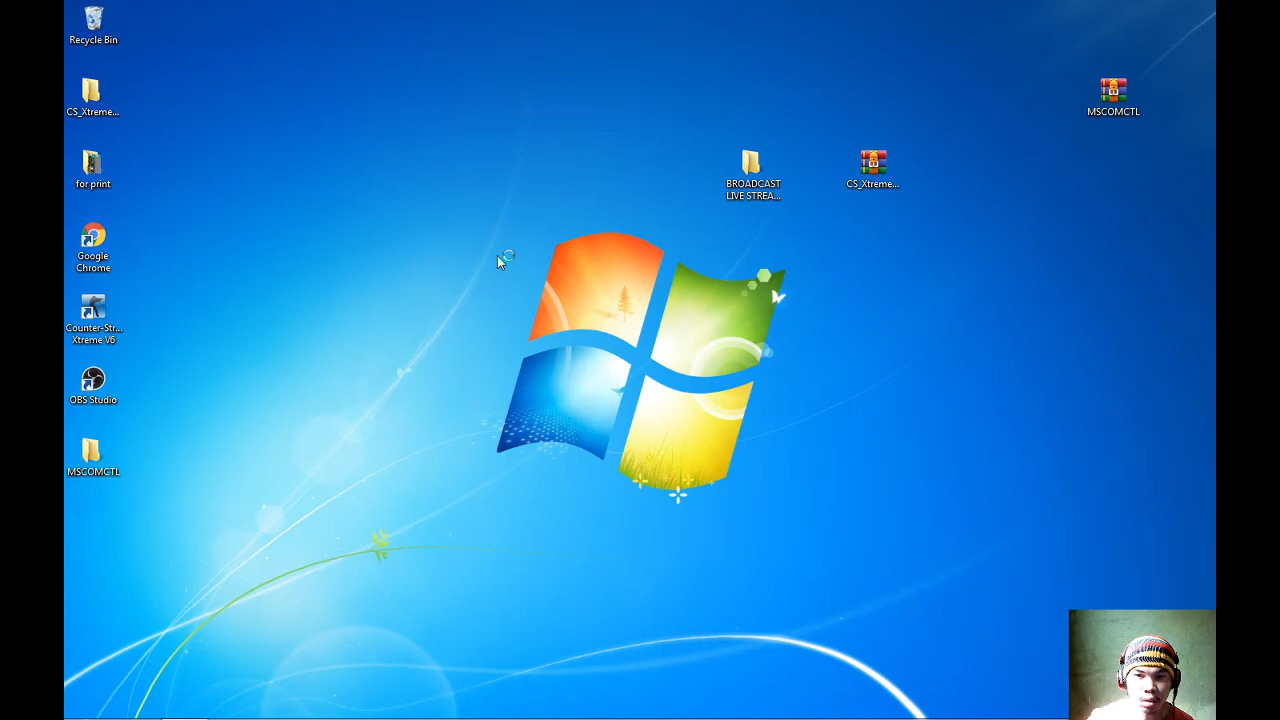 Recycle Bin
CS_Xtreme...
for print
Google
Chrome
Counter-Str...
Xtreme V6
OBS Studio
MSCOMCTL
BROADCAST
LIVE STREA...
CS_Xtreme...
MSCOMCTL